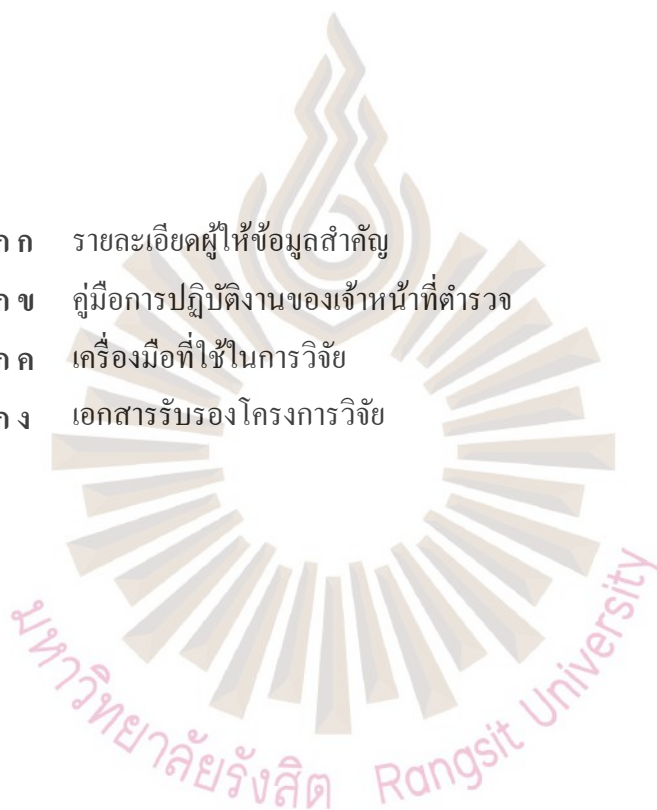 ก ก รายละเอียดผู้ให้ข้อมูลสำคัญ
ก ข คู่มือการปฏิบัติงานของเจ้าหน้าที่ตำรวจ
ก ค เครื่องมือที่ใช้ในการวิจัย
ก ง เอกสารรับรองโครงการวิจัย
มหาวิทยาลัยรังสิต Rangsit University